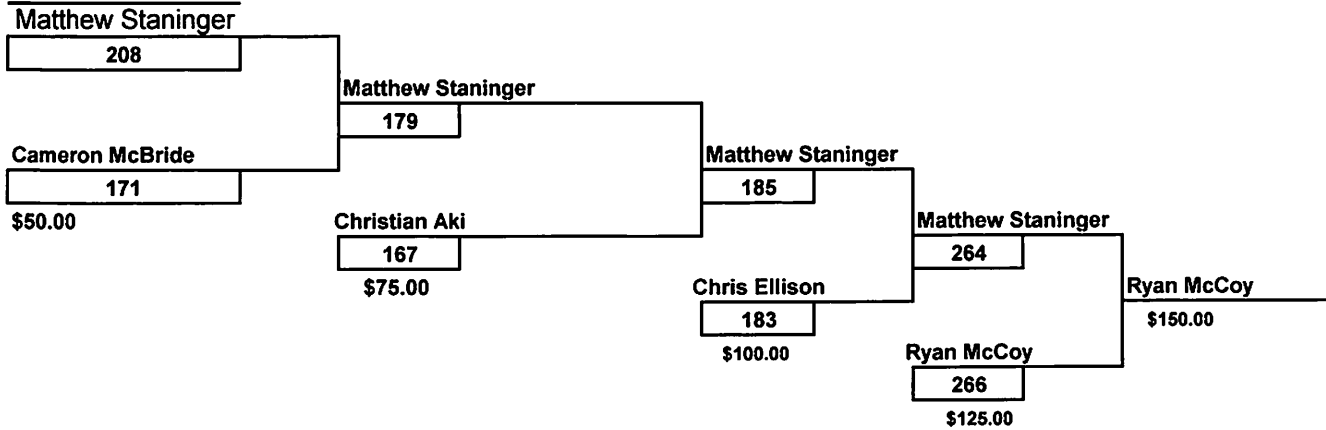 Matthew Staninger
208
Matthew Staninger
179
Cameron McBride
171
$50.00
Matthew Staninger
185
Christian Aki
167
$75.00
Matthew Staninger
264
Chris Ellison
183
$100.00
Ryan McCoy
$150.00
Ryan McCoy
266
$125.00